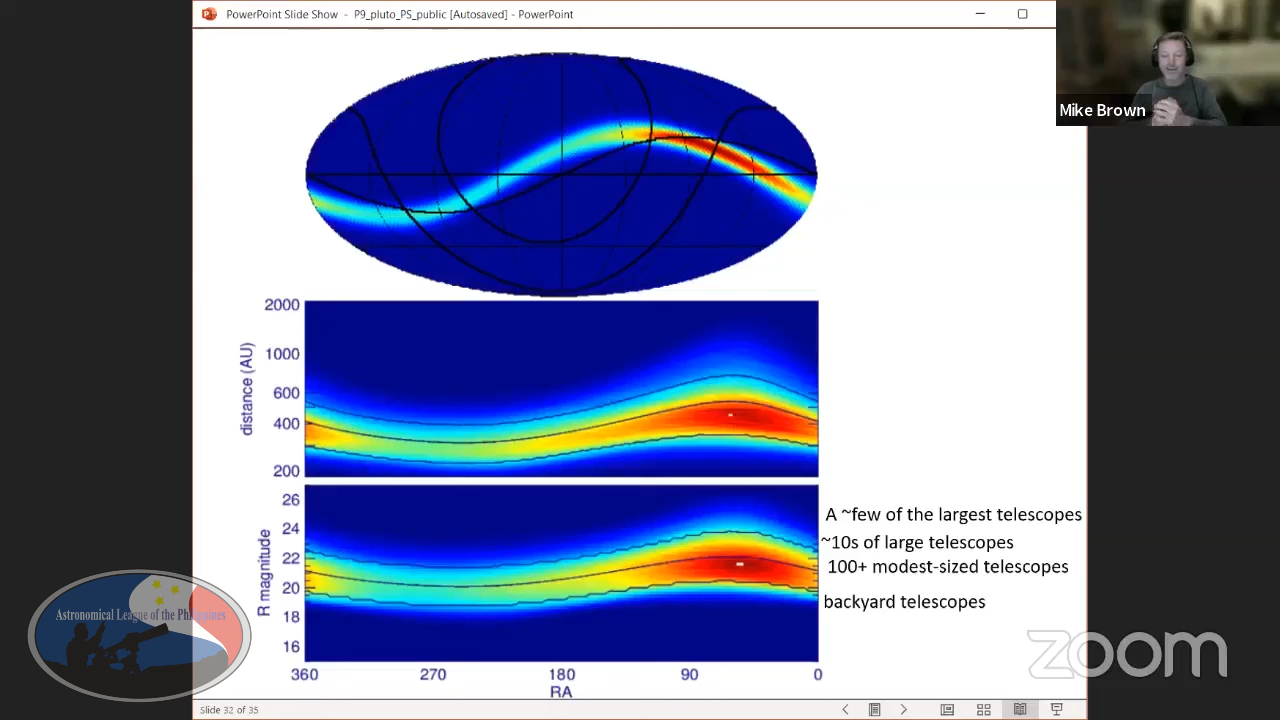 PowerPoint Slide Show - P9_pluto_PS_public [Autosaved] - PowerPoint
Mike Brown
2000
1000
600
400
200
distance (AU)
26
24
22
20
18
16
R magnitude
360 270 180 90 0
RA
A ~few of the largest telescopes
~10s of large telescopes
100+ modest-sized telescopes
backyard telescopes
Astronomical League of the Philippines
zoom
Slide 32 of 35